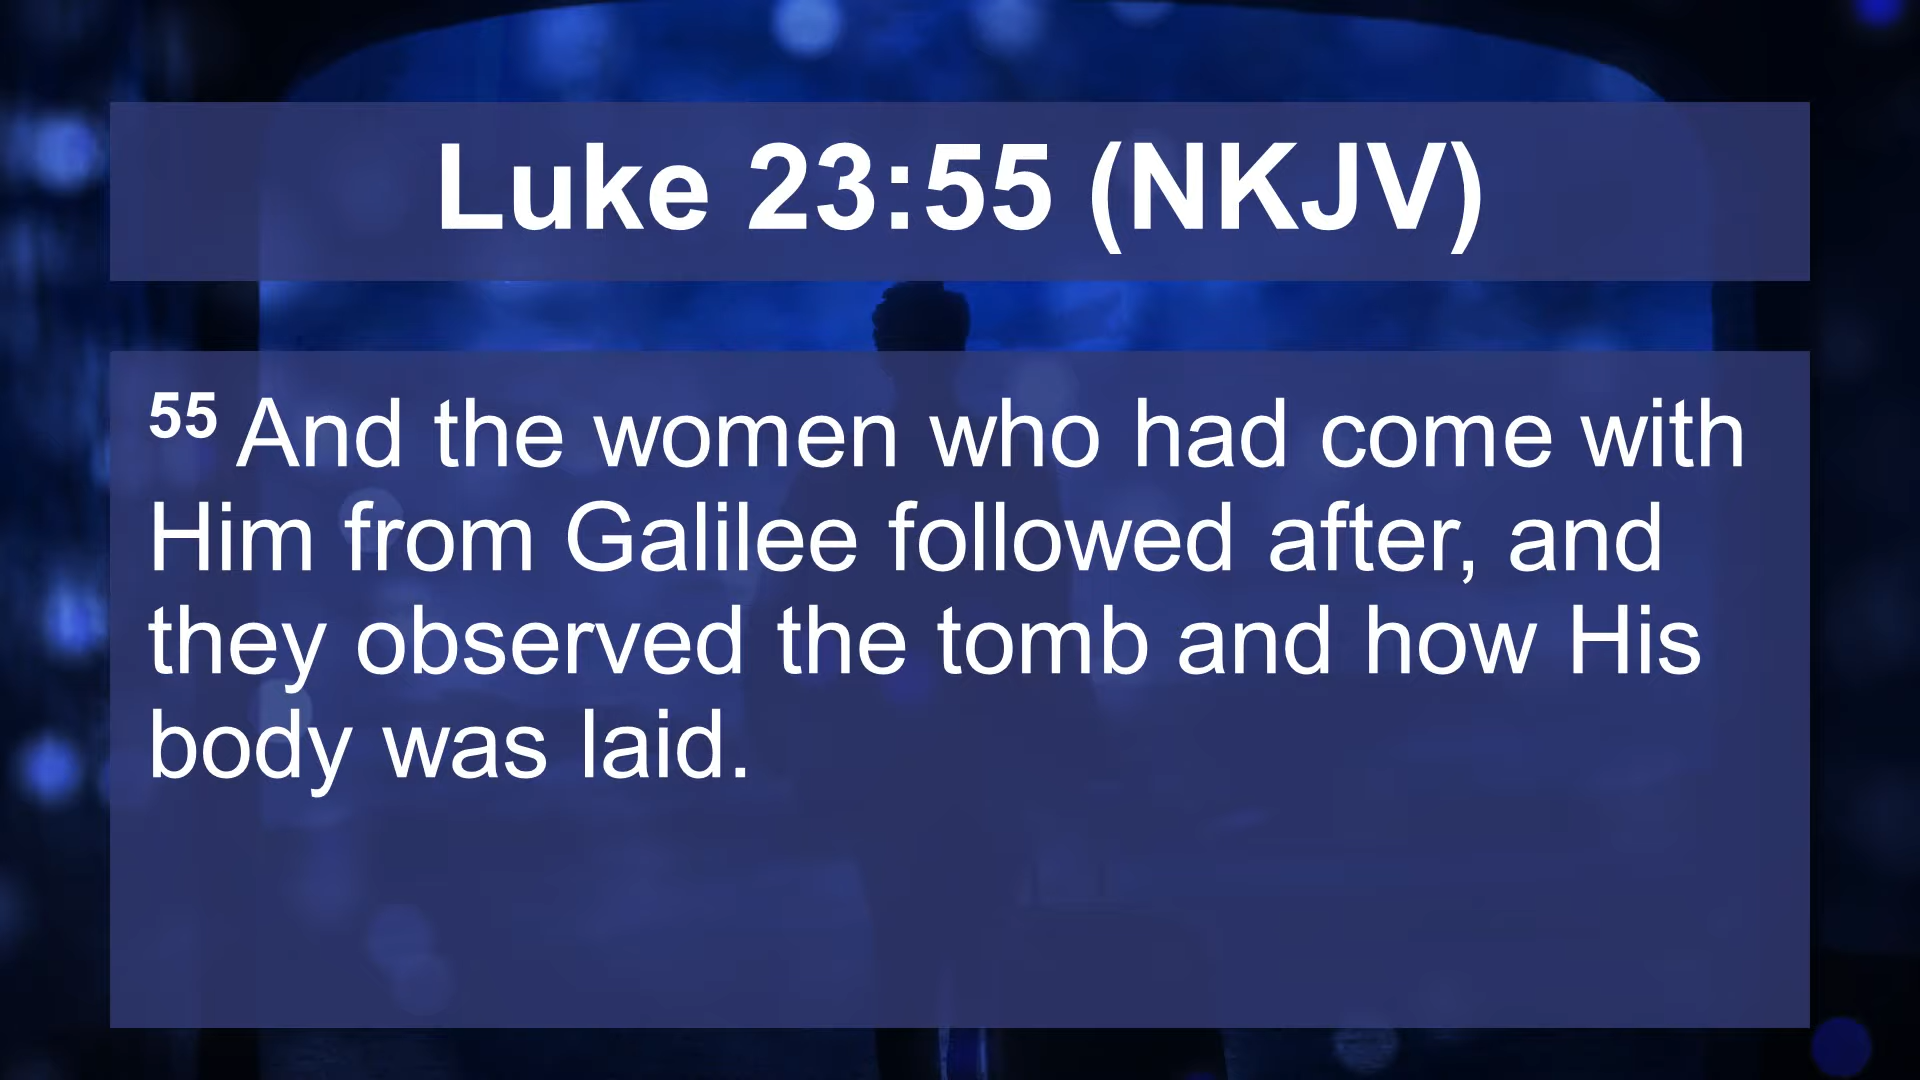 Luke 23:55 (NKJV)
55 And the women who had come with
Him from Galilee followed after, and
they observed the tomb and how His
body was laid.